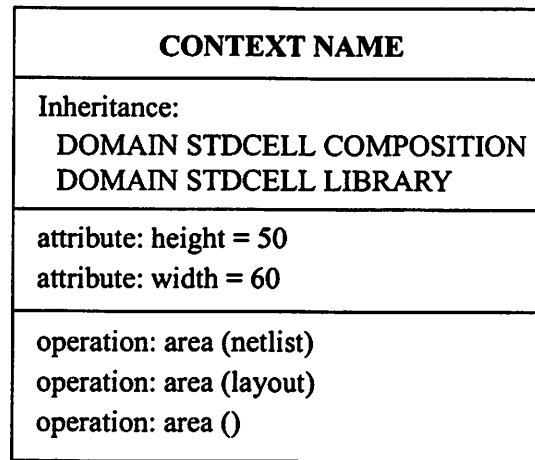 CONTEXT NAME
Inheritance:
DOMAIN STDCELL COMPOSITION
DOMAIN STDCELL LIBRARY
attribute: height = 50
attribute: width = 60
operation: area (netlist)
operation: area (layout)
operation: area ()